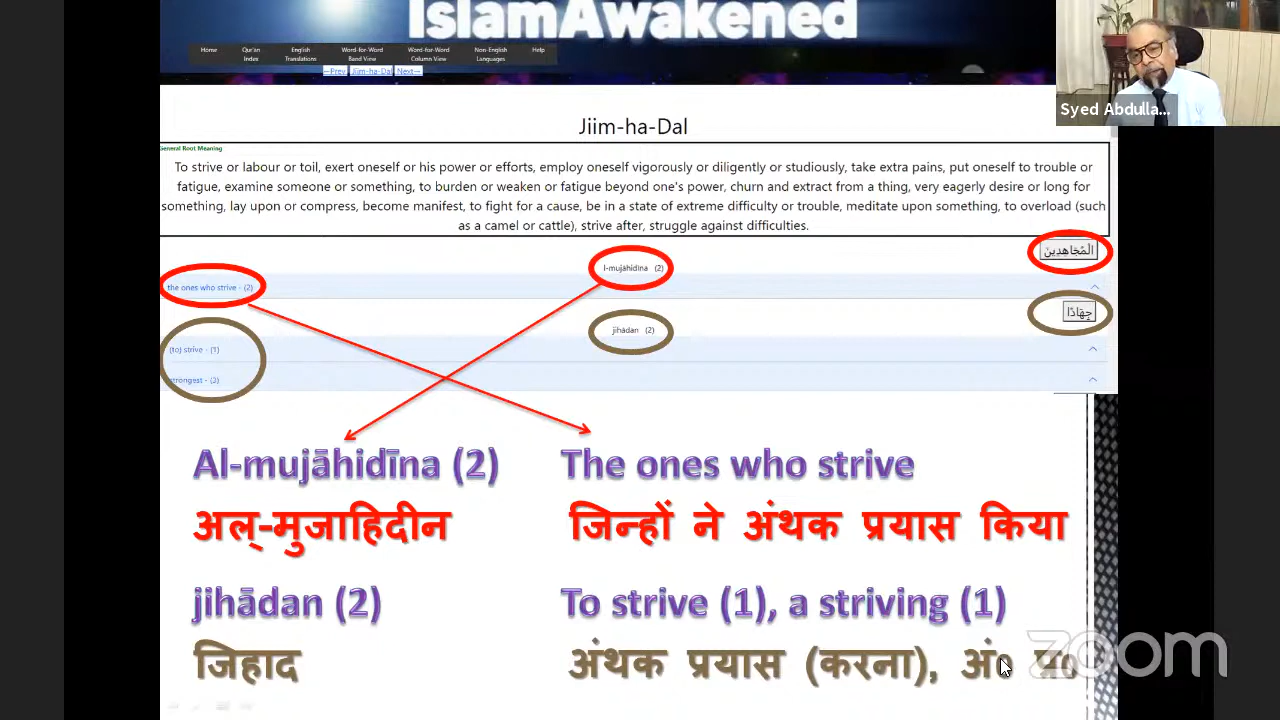 IslamAwakened
Home
Qur'an Index
English Translations
Word-for-Word Band View
Word-for-Word Column View
Non-English Languages
Help
←Prev Jiim-ha-Dal Next→
Syed Abdulla...
Jiim-ha-Dal
General Root Meaning
To strive or labour or toil, exert oneself or his power or efforts, employ oneself vigorously or diligently or studiously, take extra pains, put oneself to trouble or
fatigue, examine someone or something, to burden or weaken or fatigue beyond one's power, churn and extract from a thing, very eagerly desire or long for
something, lay upon or compress, become manifest, to fight for a cause, be in a state of extreme difficulty or trouble, meditate upon something, to overload (such
as a camel or cattle), strive after, struggle against difficulties.
الْمُجَاهِدِينَ
l-mujāhidīna (2)
the ones who strive - (2)
جِهَادًا
jihādan (2)
(to) strive - (1)
Al-mujāhidīna (2) The ones who strive
अल्-मुजाहिदीन जिन्हों ने अंथक प्रयास किया
jihādan (2) To strive (1), a striving (1)
जिहाद अंथक प्रयास (करना),
zoom